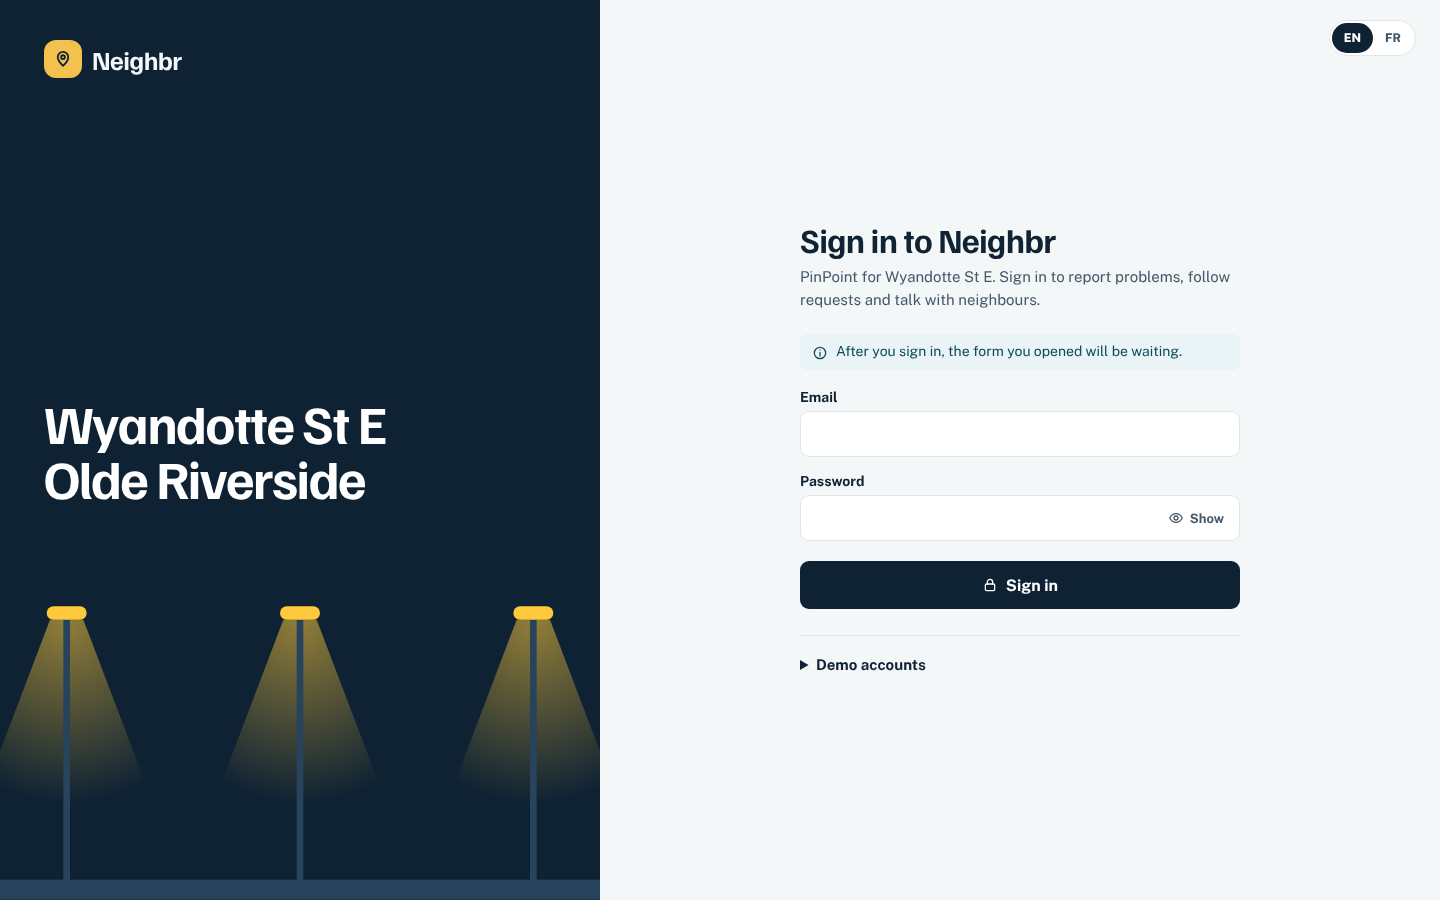 Neighbr
Wyandotte St E
Olde Riverside
EN FR
Sign in to Neighbr
PinPoint for Wyandotte St E. Sign in to report problems, follow
requests and talk with neighbours.
After you sign in, the form you opened will be waiting.
Email
Password
Show
Sign in
Demo accounts